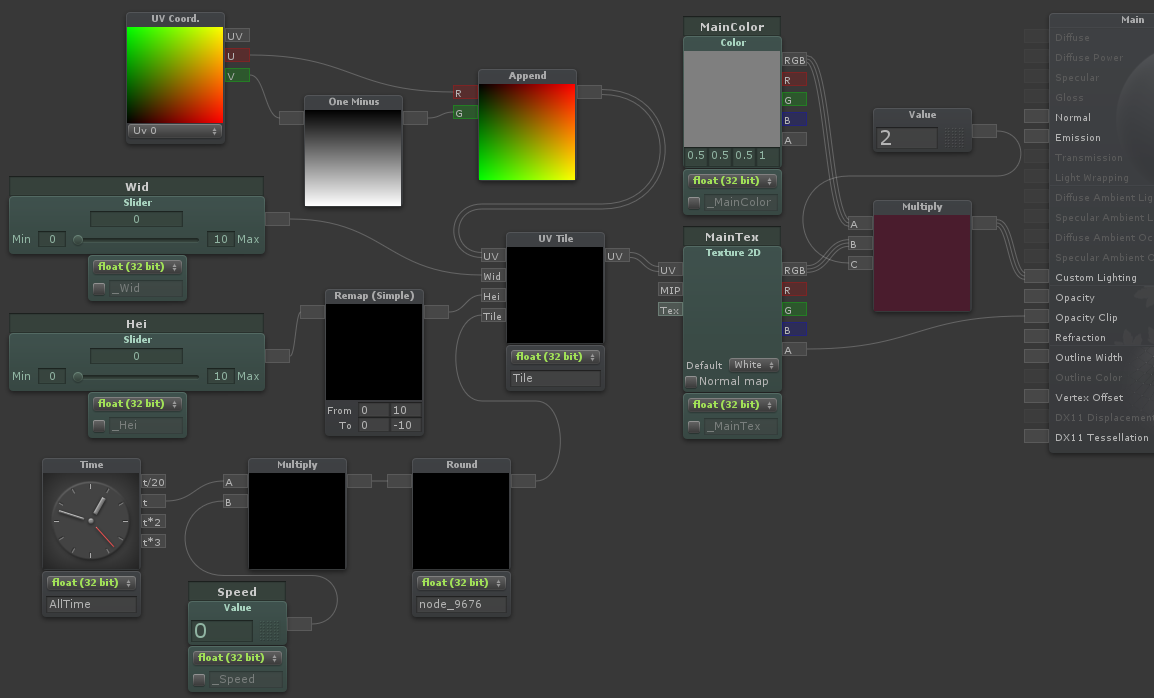 UV Coord.
UV
U
V
Uv 0
One Minus
Append
R
G
MainColor
Color
RGB
R
G
B
A
0.5 0.5 0.5 1
float (32 bit)
_MainColor
Value
2
Main
Diffuse
Diffuse Power
Specular
Gloss
Normal
Emission
Transmission
Light Wrapping
Diffuse Ambient Lig
Specular Ambient L
Diffuse Ambient Oc
Specular Ambient C
Custom Lighting
Opacity
Opacity Clip
Refraction
Outline Width
Outline Color
Vertex Offset
DX11 Displacement
DX11 Tessellation
Wid
Slider
0
Min 0 10 Max
float (32 bit)
_Wid
Hei
Slider
0
Min 0 10 Max
float (32 bit)
_Hei
Remap (Simple)
From 0 10
To 0 -10
UV Tile
UV
Wid
Hei
Tile
UV
float (32 bit)
Tile
MainTex
Texture 2D
UV
MIP
Tex
RGB
R
G
B
A
Default White
Normal map
float (32 bit)
_MainTex
Multiply
A
B
C
Time
t/20
t
t*2
t*3
float (32 bit)
AllTime
Multiply
A
B
Round
float (32 bit)
node_9676
Speed
Value
0
float (32 bit)
_Speed